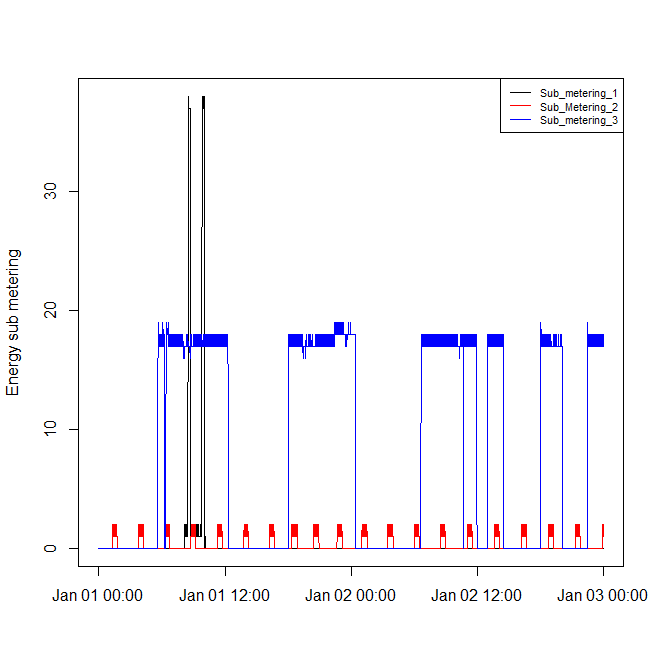 Sub_metering_1
Sub_Metering_2
Sub_metering_3
30
20
10
0
Energy sub metering
Jan 01 00:00
Jan 01 12:00
Jan 02 00:00
Jan 02 12:00
Jan 03 00:00